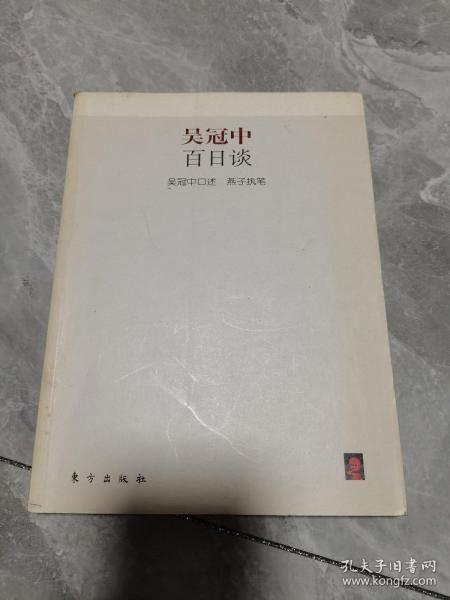 吴冠中
百日谈
吴冠中口述 燕子执笔
东方出版社
孔夫子旧书网
www.kongfz.com